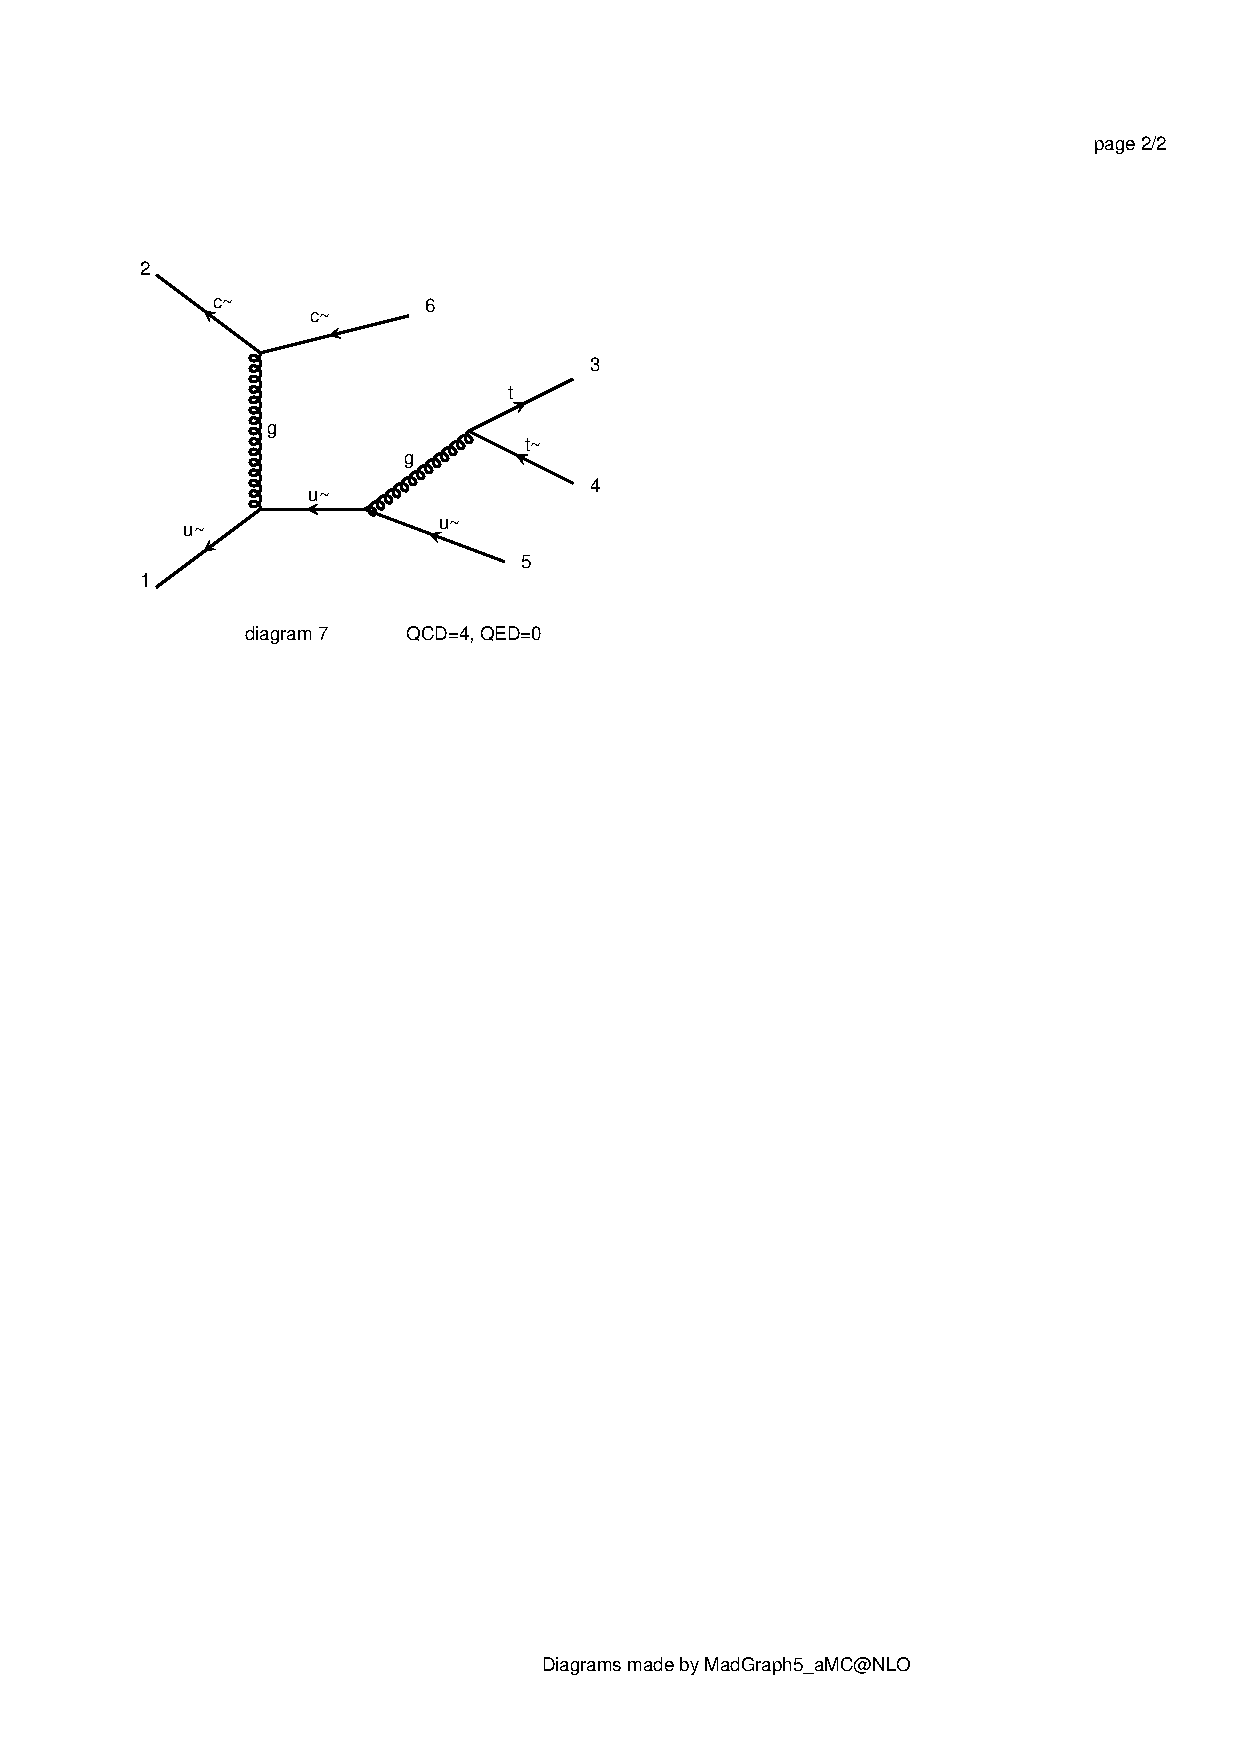 page 2/2
2
c~
c~
6
3
t
t~
g
g
4
u~
u~
u~
5
1
diagram 7 QCD=4, QED=0
Diagrams made by MadGraph5_aMC@NLO